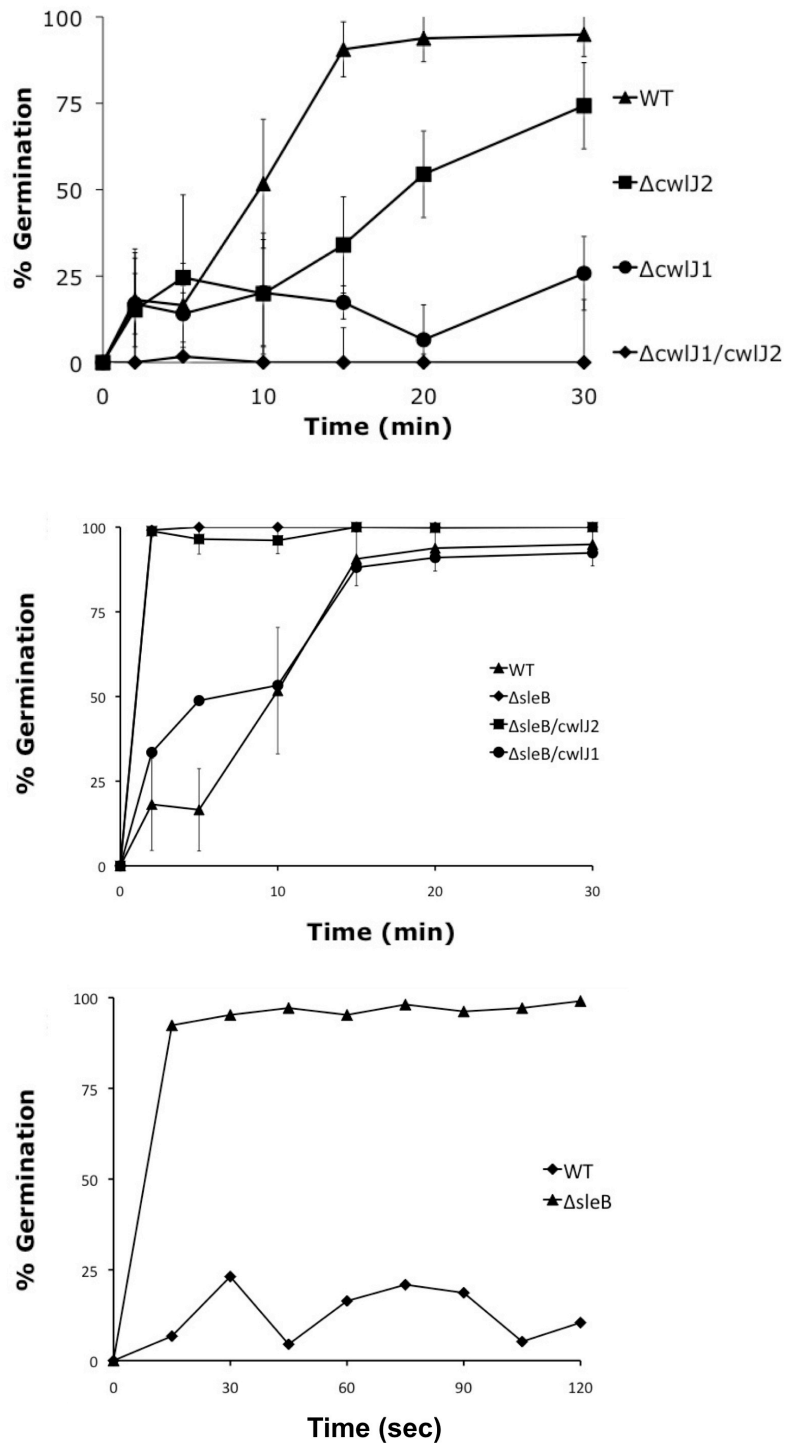 100
75
50
25
0
% Germination
0 10 20 30
Time (min)
WT
ΔcwlJ2
ΔcwlJ1
ΔcwlJ1/cwlJ2
100
75
50
25
0
% Germination
0 10 20 30
Time (min)
WT
ΔsleB
ΔsleB/cwlJ2
ΔsleB/cwlJ1
100
75
50
25
0
% Germination
0 30 60 90 120
Time (sec)
WT
ΔsleB